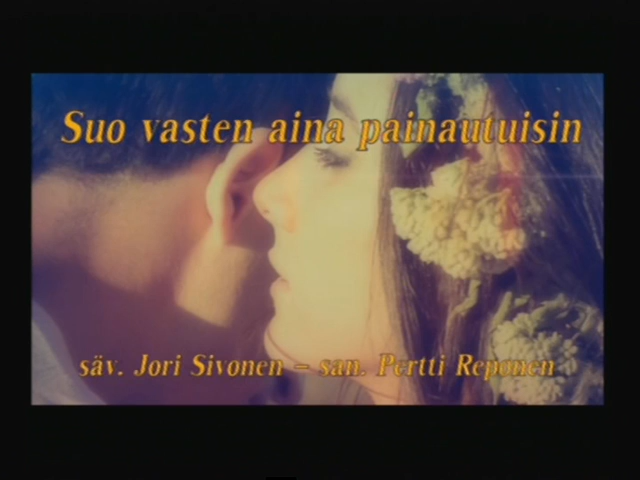 Suo vasten aina painautuisin
säv. Jori Sivonen – san. Pertti Reponen